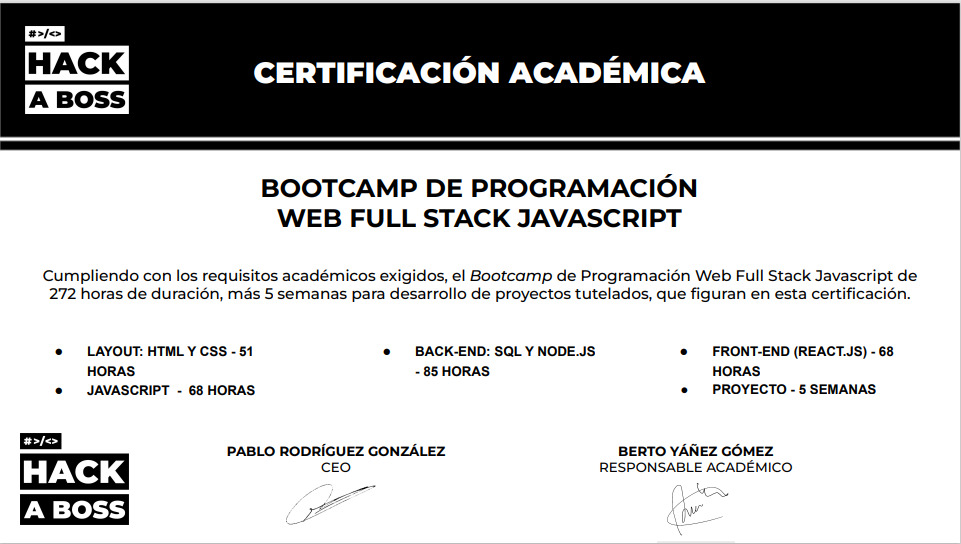 #>/<>
HACK
A BOSS
CERTIFICACIÓN ACADÉMICA
BOOTCAMP DE PROGRAMACIÓN
WEB FULL STACK JAVASCRIPT
Cumpliendo con los requisitos académicos exigidos, el Bootcamp de Programación Web Full Stack Javascript de
272 horas de duración, más 5 semanas para desarrollo de proyectos tutelados, que figuran en esta certificación.
● LAYOUT: HTML Y CSS - 51
HORAS
● JAVASCRIPT - 68 HORAS
● BACK-END: SQL Y NODE.JS
- 85 HORAS
● FRONT-END (REACT.JS) - 68
HORAS
● PROYECTO - 5 SEMANAS
#>/<>
HACK
A BOSS
PABLO RODRÍGUEZ GONZÁLEZ
CEO
BERTO YÁÑEZ GÓMEZ
RESPONSABLE ACADÉMICO